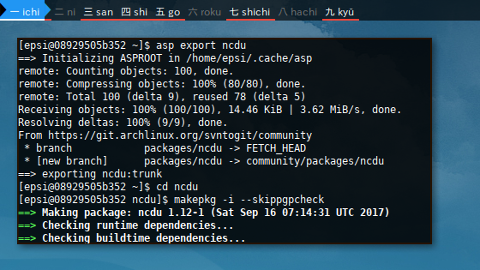 一 ichi 二 ni 三 san 四 shi 五 go 六 roku 七 shichi 八 hachi 九 kyû
[epsi@08929505b352 ~]$ asp export ncdu
==> Initializing ASPROOT in /home/epsi/.cache/asp
remote: Counting objects: 100, done.
remote: Compressing objects: 100% (80/80), done.
remote: Total 100 (delta 9), reused 78 (delta 5)
Receiving objects: 100% (100/100), 14.46 KiB | 3.62 MiB/s, done.
Resolving deltas: 100% (9/9), done.
From https://git.archlinux.org/svntogit/community
 * branch            packages/ncdu -> FETCH_HEAD
 * [new branch]      packages/ncdu -> community/packages/ncdu
==> exporting ncdu:trunk
[epsi@08929505b352 ~]$ cd ncdu
[epsi@08929505b352 ncdu]$ makepkg -i --skippgpcheck
==> Making package: ncdu 1.12-1 (Sat Sep 16 07:14:31 UTC 2017)
==> Checking runtime dependencies...
==> Checking buildtime dependencies...